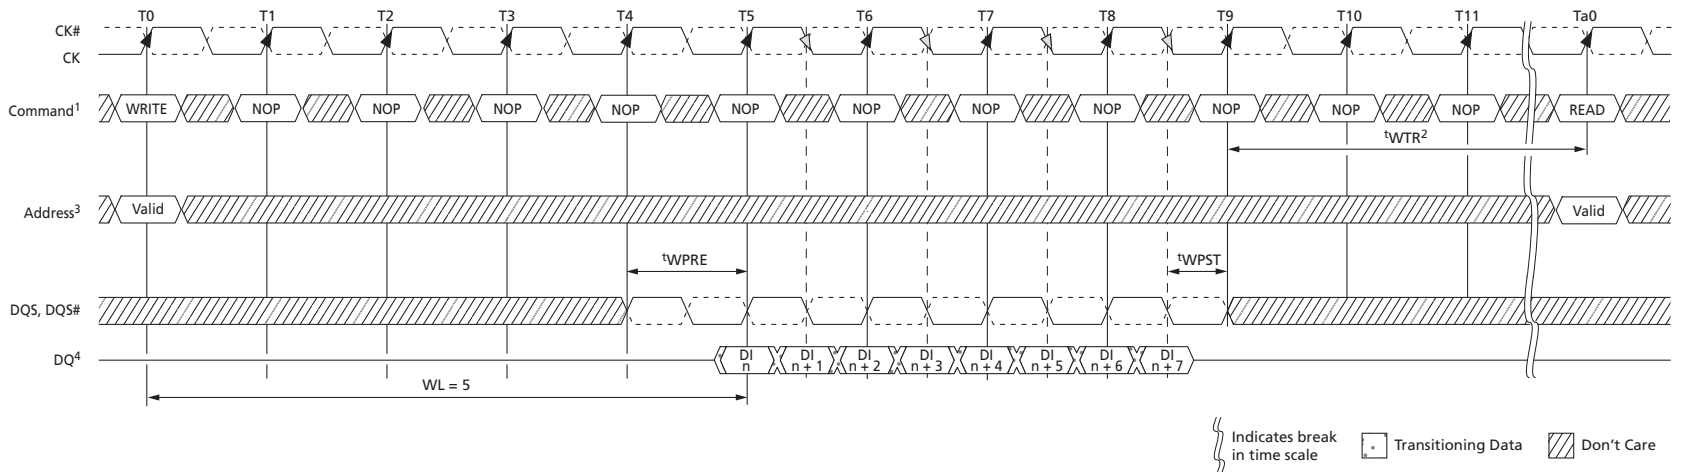 T0 T1 T2 T3 T4 T5 T6 T7 T8 T9 T10 T11 Ta0
CK#
CK
Command1 WRITE NOP NOP NOP NOP NOP NOP NOP NOP NOP NOP NOP READ
tWTR2
Address3 Valid Valid
tWPRE tWPST
DQS, DQS#
DQ4 DI n DI n + 1 DI n + 2 DI n + 3 DI n + 4 DI n + 5 DI n + 6 DI n + 7
WL = 5
Indicates break
in time scale
Transitioning Data
Don't Care